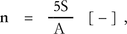 n = 5S/A [-] ,